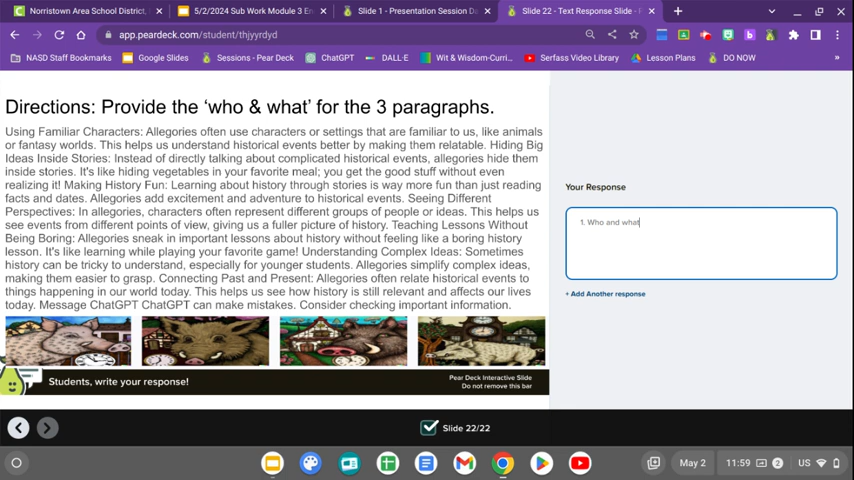 Norristown Area School District,
5/2/2024 Sub Work Module 3 En
Slide 1 - Presentation Session Da
Slide 22 - Text Response Slide - P
app.peardeck.com/student/thjyyrdyd
NASD Staff Bookmarks
Google Slides
Sessions - Pear Deck
ChatGPT
DALL·E
Wit & Wisdom-Curri...
Serfass Video Library
Lesson Plans
DO NOW
»
Directions: Provide the ‘who & what’ for the 3 paragraphs.
Using Familiar Characters: Allegories often use characters or settings that are familiar to us, like animals
or fantasy worlds. This helps us understand historical events better by making them relatable. Hiding Big
Ideas Inside Stories: Instead of directly talking about complicated historical events, allegories hide them
inside stories. It's like hiding vegetables in your favorite meal; you get the good stuff without even
realizing it! Making History Fun: Learning about history through stories is way more fun than just reading
facts and dates. Allegories add excitement and adventure to historical events. Seeing Different
Perspectives: In allegories, characters often represent different groups of people or ideas. This helps us
see events from different points of view, giving us a fuller picture of history. Teaching Lessons Without
Being Boring: Allegories sneak in important lessons about history without feeling like a boring history
lesson. It's like learning while playing your favorite game! Understanding Complex Ideas: Sometimes
history can be tricky to understand, especially for younger students. Allegories simplify complex ideas,
making them easier to grasp. Connecting Past and Present: Allegories often relate historical events to
things happening in our world today. This helps us see how history is still relevant and affects our lives
today. Message ChatGPT ChatGPT can make mistakes. Consider checking important information.
Your Response
1. Who and what
+ Add Another response
Students, write your response!
Pear Deck Interactive Slide
Do not remove this bar
Slide 22/22
May 2
11:59
2
US